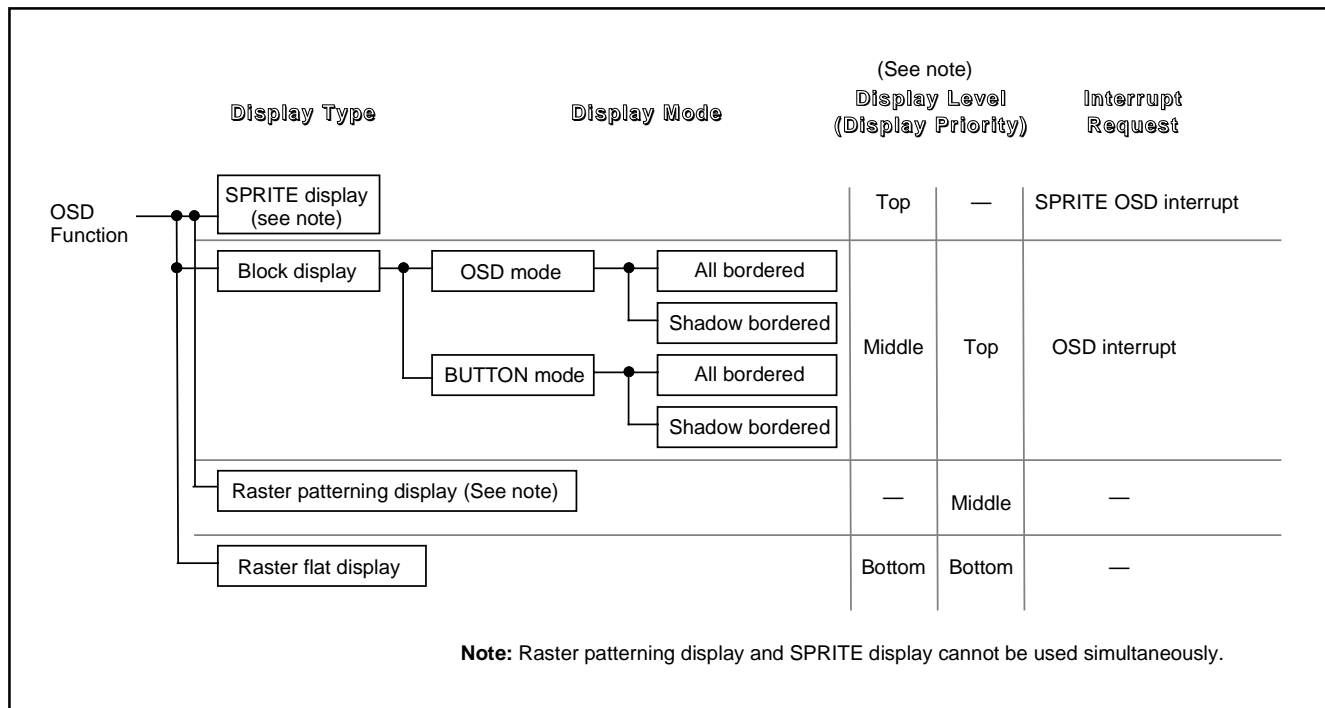 (See note)
Display Type Display Mode Display Level (Display Priority) Interrupt Request
OSD Function
SPRITE display (see note) Top — SPRITE OSD interrupt
Block display OSD mode All bordered
Shadow bordered
Middle Top OSD interrupt
BUTTON mode All bordered
Shadow bordered
Raster patterning display (See note) — Middle —
Raster flat display Bottom Bottom —
Note: Raster patterning display and SPRITE display cannot be used simultaneously.